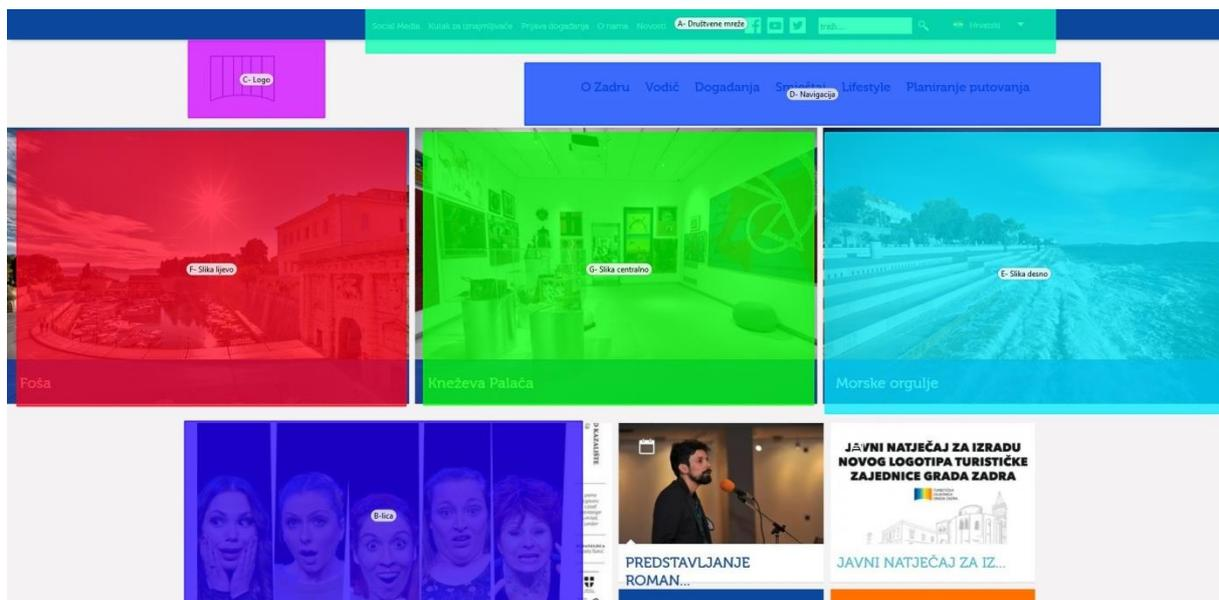 Social Media Kutak za iznajmljivače Prijava događanja O nama Novosti
A- Društvene mreže
traži...
Hrvatski
C- Logo
O Zadru Vodič Događanja Smještaj Lifestyle Planiranje putovanja
D- Navigacija
F- Slika lijevo
G- Slika centralno
E- Slika desno
Foša
Kneževa Palača
Morske orgulje
B-lica
PREDSTAVLJANJE
ROMAN...
JAVNI NATJEČAJ ZA IZRADU
NOVOG LOGOTIPA TURISTIČKE
ZAJEDNICE GRADA ZADRA
JAVNI NATJEČAJ ZA IZ...